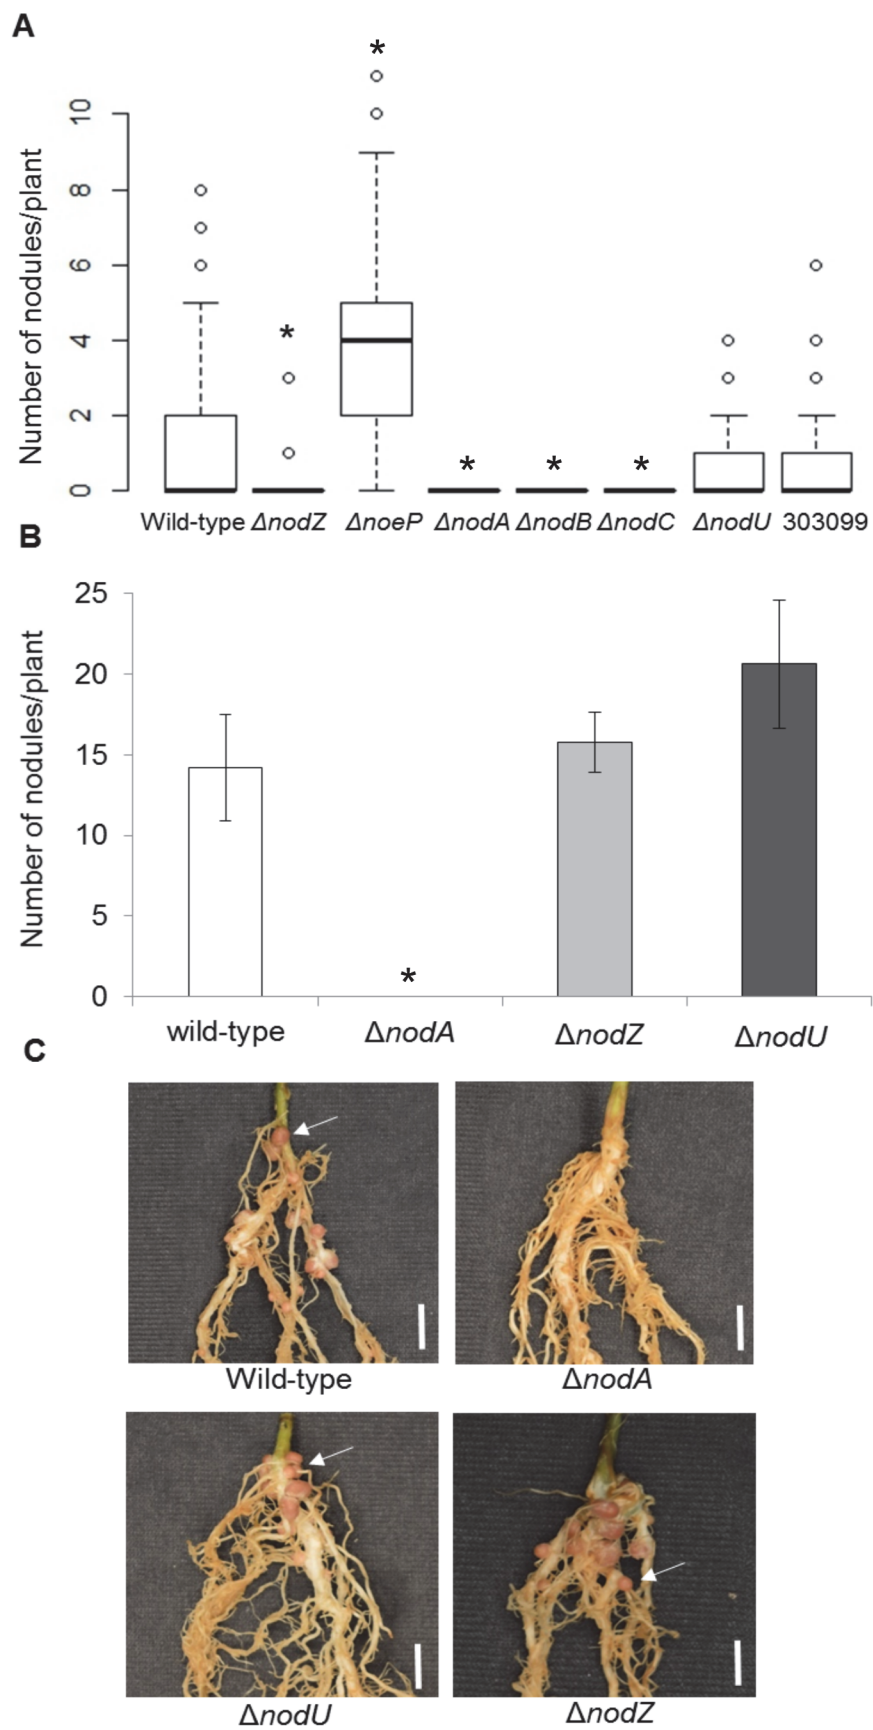 A
*
Number of nodules/plant
10
8
6
4
2
0
*
* * *
Wild-type ΔnodZ ΔnoeP ΔnodA ΔnodB ΔnodC ΔnodU 303099
B
Number of nodules/plant
25
20
15
10
5
0
*
wild-type ΔnodA ΔnodZ ΔnodU
C
Wild-type ΔnodA
ΔnodU ΔnodZ